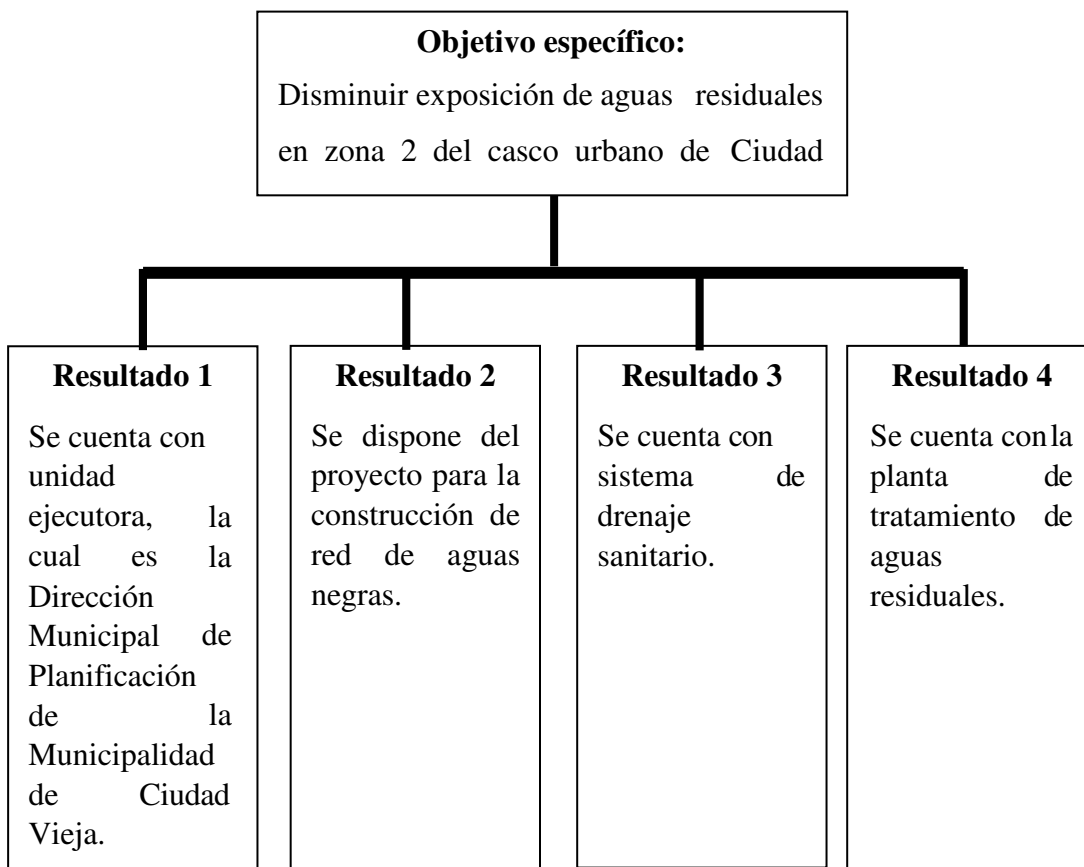 Objetivo específico:
Disminuir exposición de aguas residuales
en zona 2 del casco urbano de Ciudad
Resultado 1
Se cuenta con
unidad
ejecutora, la
cual es la
Dirección
Municipal de
Planificación
de la
Municipalidad
de Ciudad
Vieja.
Resultado 2
Se dispone del
proyecto para la
construcción de
red de aguas
negras.
Resultado 3
Se cuenta con
sistema de
drenaje
sanitario.
Resultado 4
Se cuenta con la
planta de
tratamiento de
aguas
residuales.